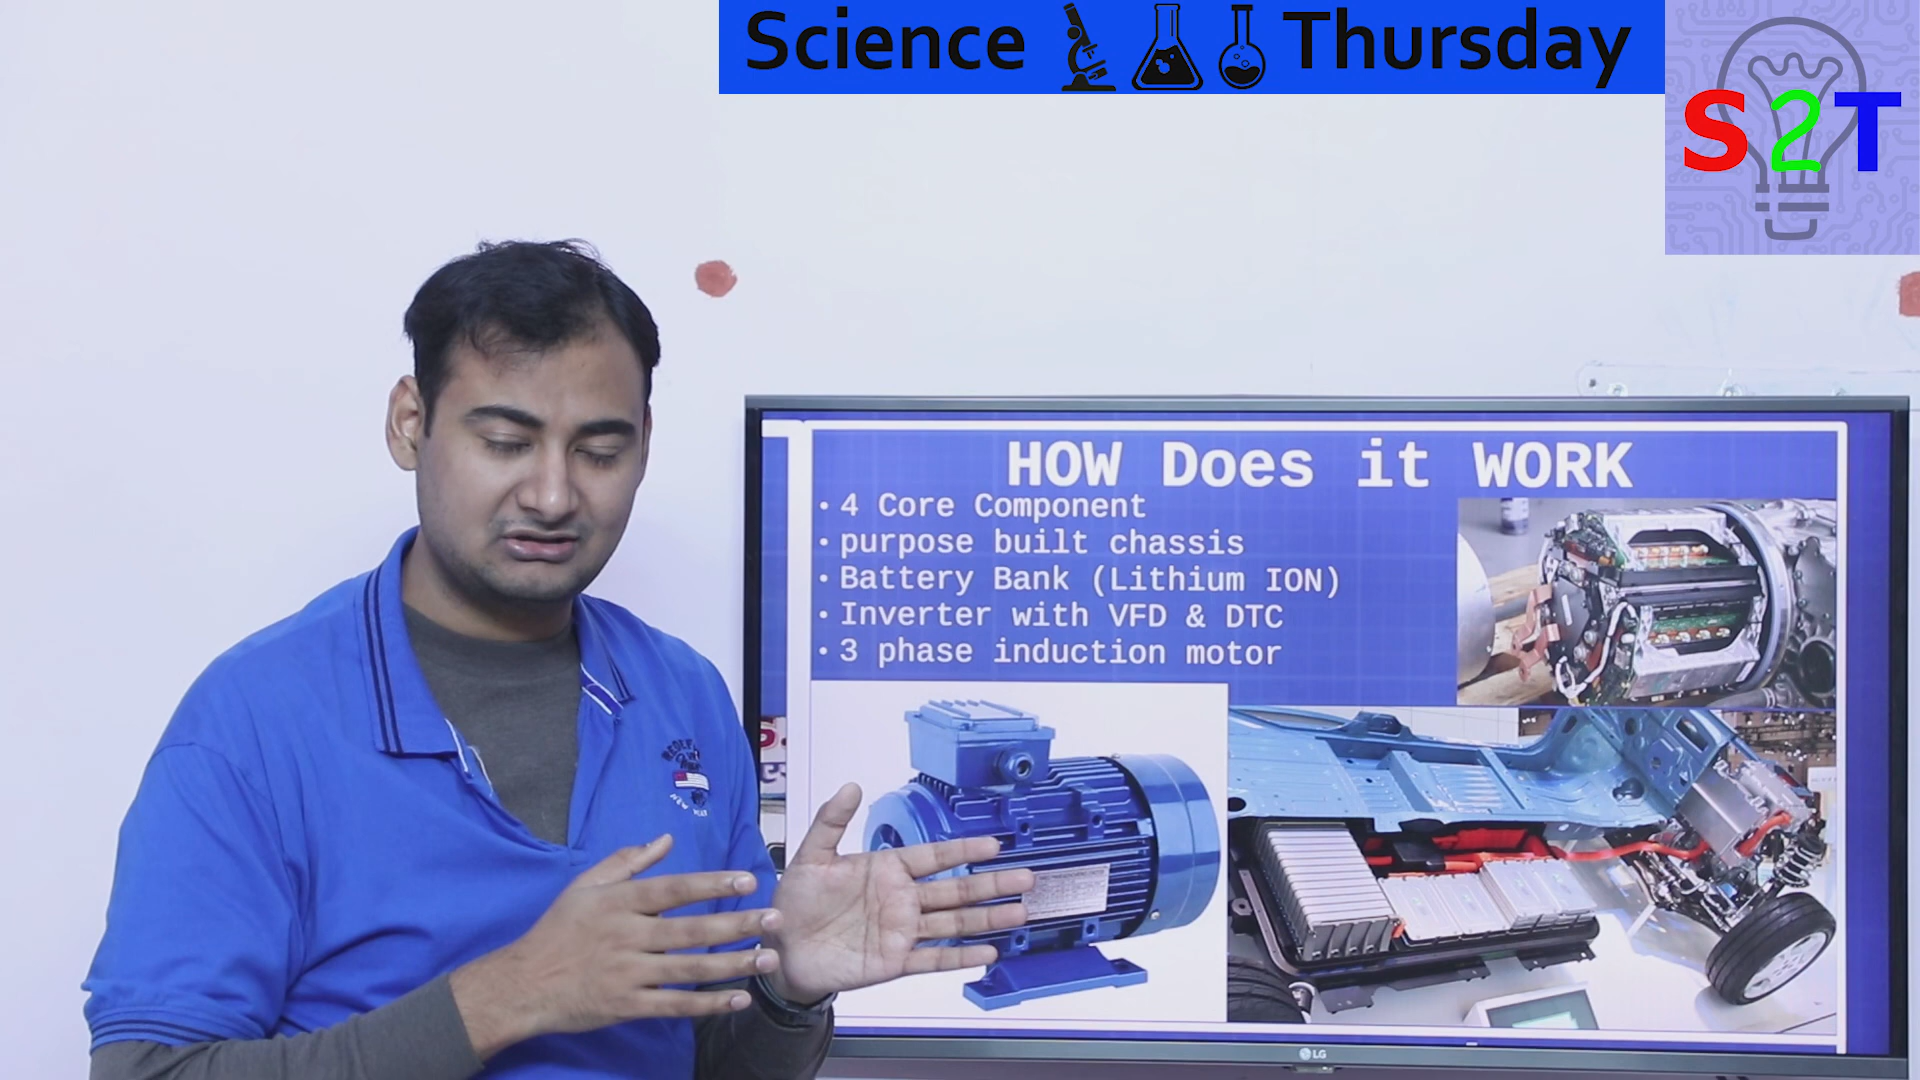 Science Thursday
S2T
HOW Does it WORK
• 4 Core Component
• purpose built chassis
• Battery Bank (Lithium ION)
• Inverter with VFD & DTC
• 3 phase induction motor
LG